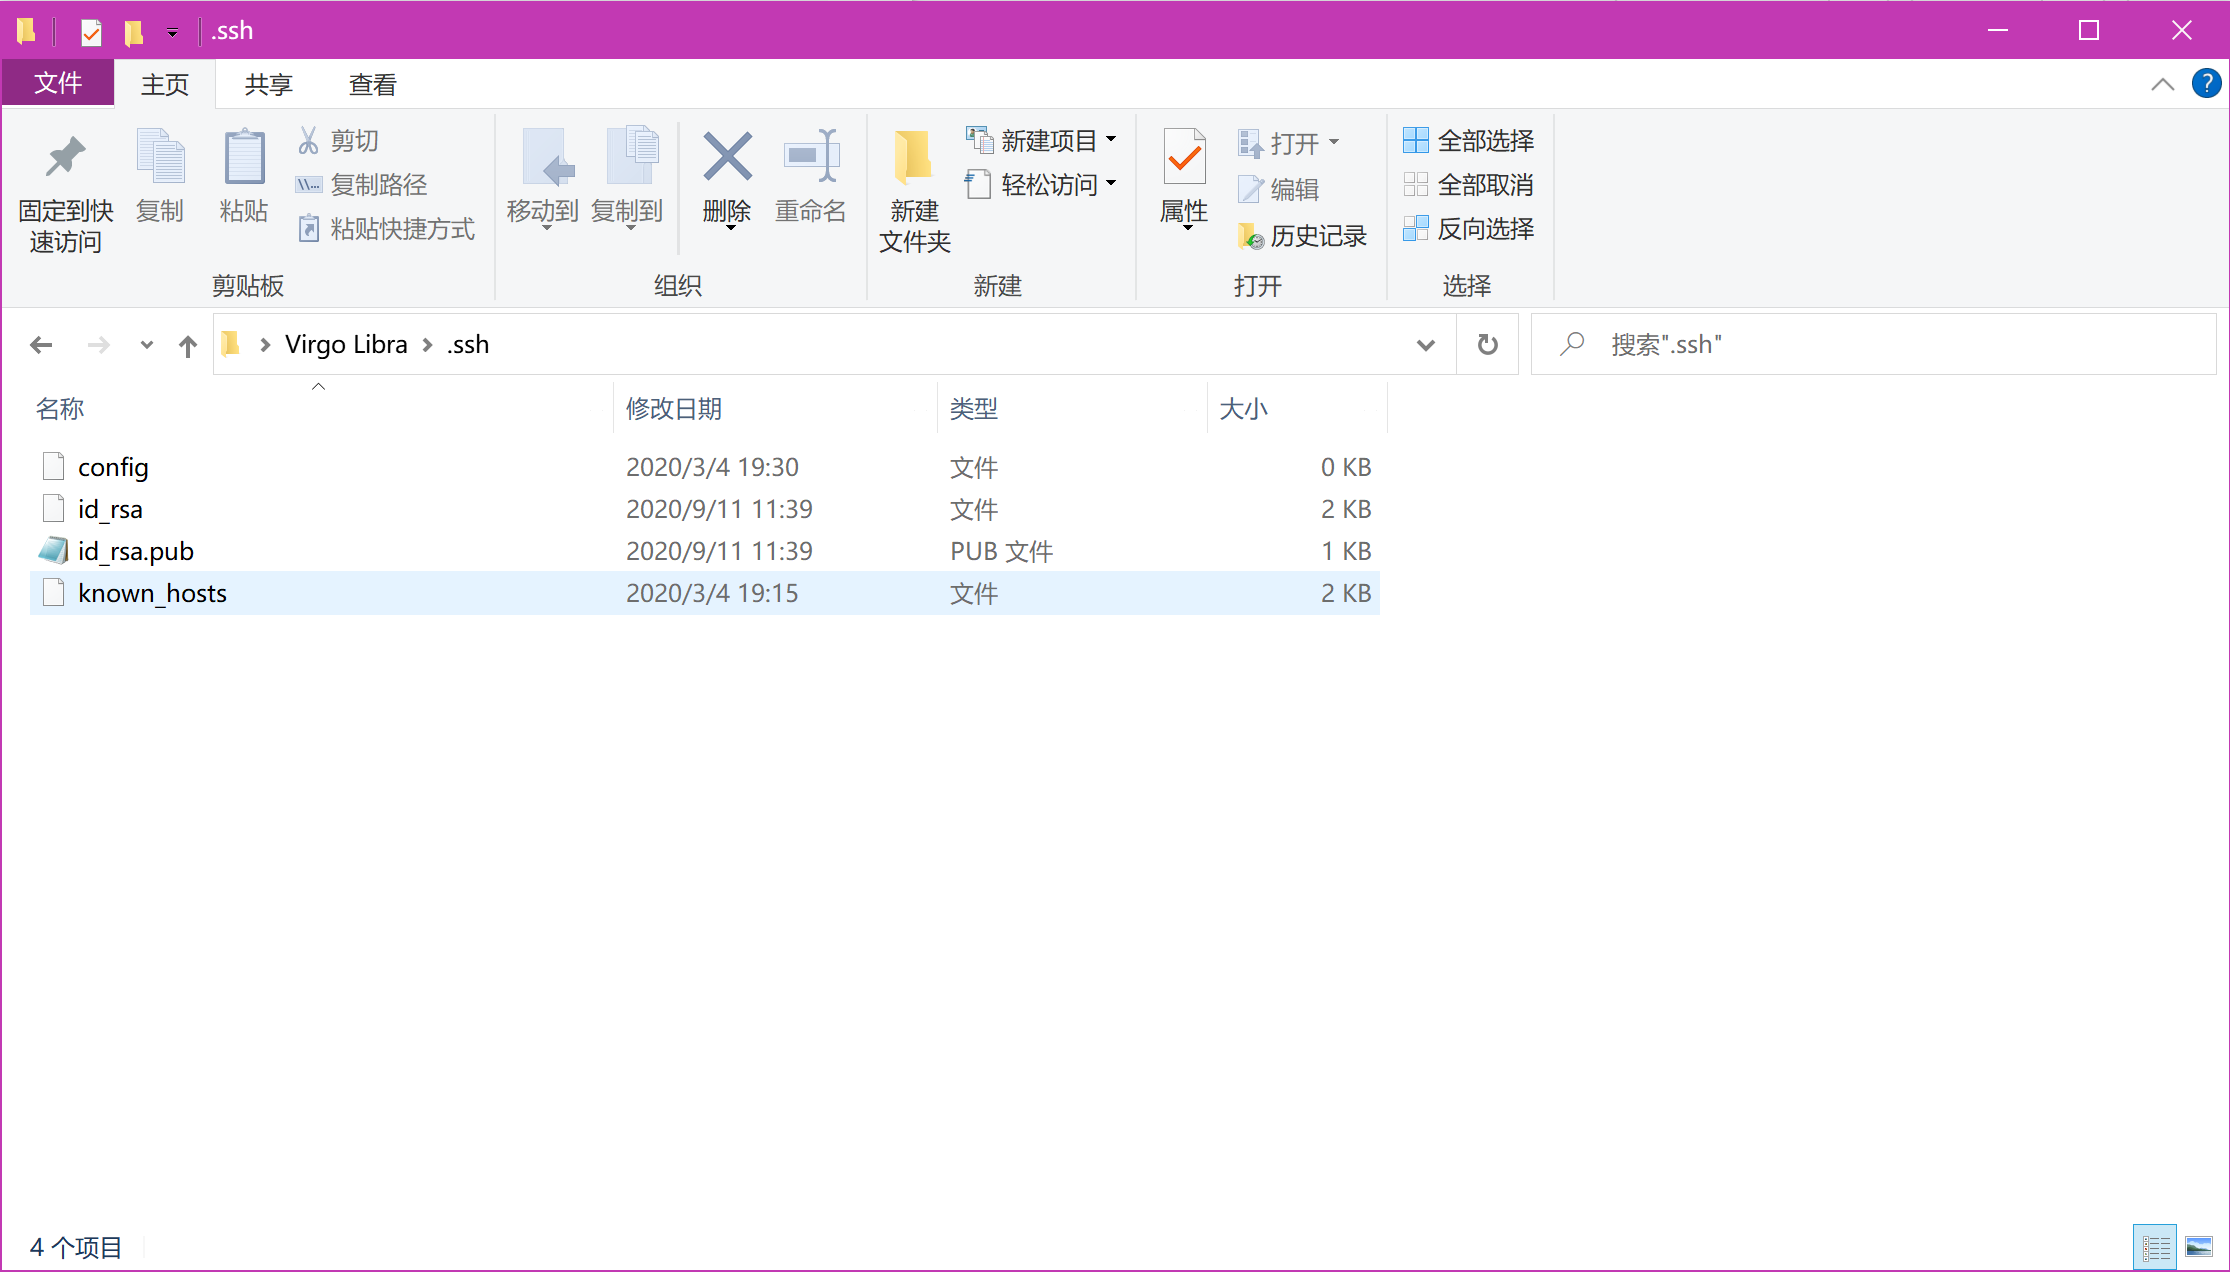 .ssh
文件 主页 共享 查看
固定到快
速访问
复制
粘贴
剪切
复制路径
粘贴快捷方式
剪贴板
移动到
复制到
删除
重命名
组织
新建
文件夹
新建项目
轻松访问
新建
属性
打开
编辑
历史记录
打开
全部选择
全部取消
反向选择
选择
Virgo Libra .ssh
搜索".ssh"
名称 修改日期 类型 大小
config 2020/3/4 19:30 文件 0 KB
id_rsa 2020/9/11 11:39 文件 2 KB
id_rsa.pub 2020/9/11 11:39 PUB 文件 1 KB
known_hosts 2020/3/4 19:15 文件 2 KB
4 个项目